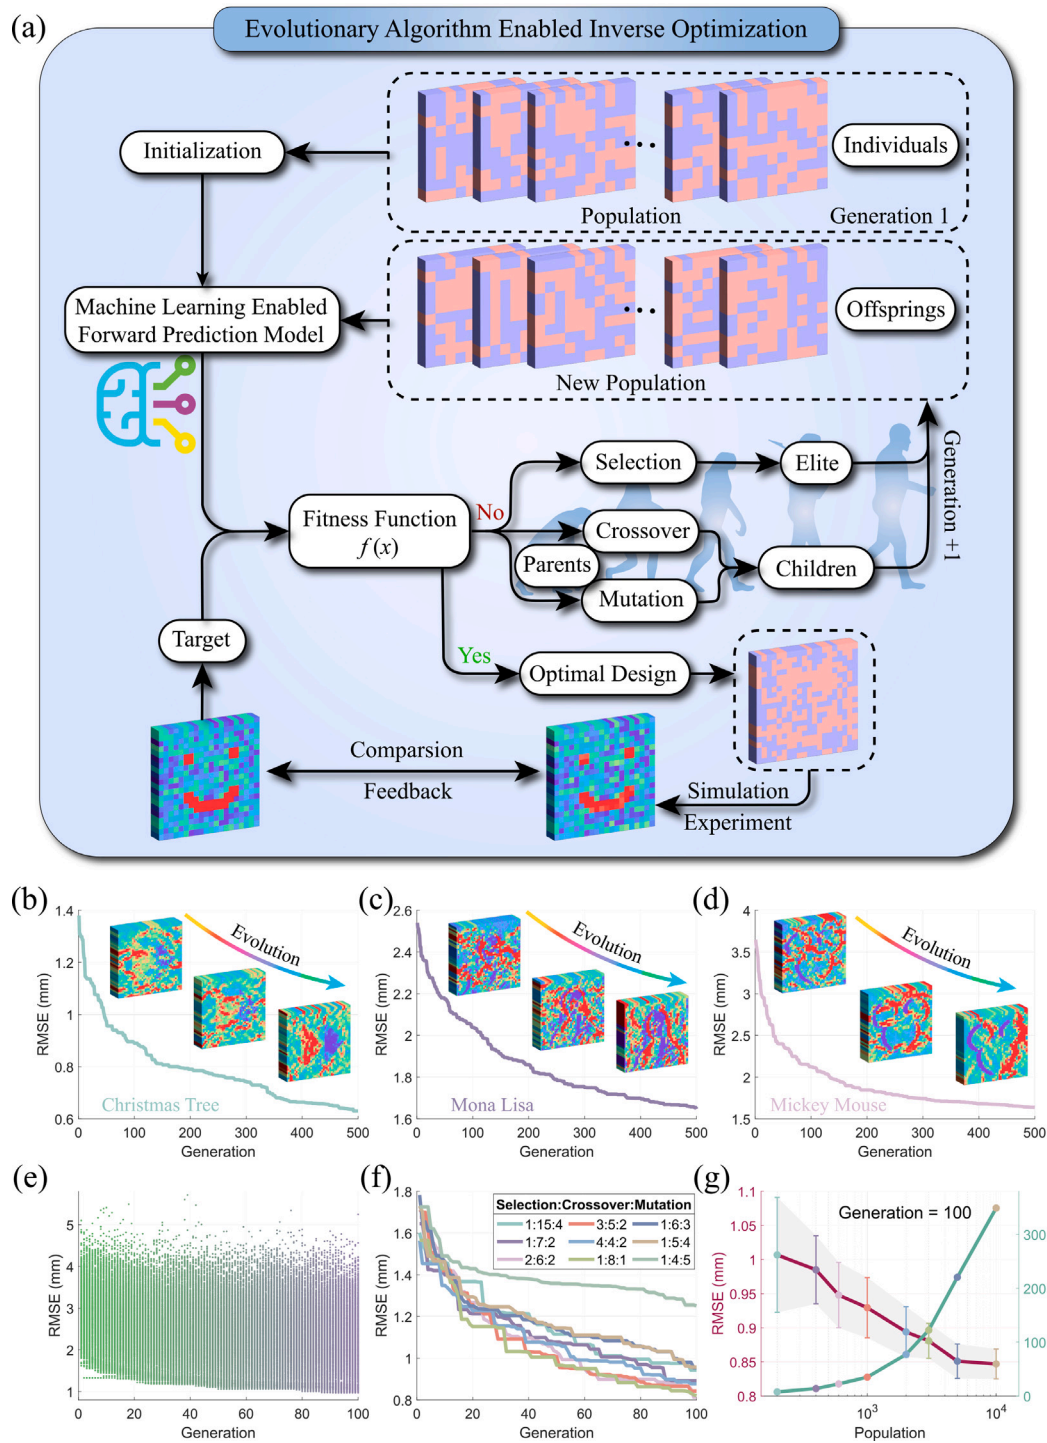 (a)
Evolutionary Algorithm Enabled Inverse Optimization
Initialization
Individuals
Population
Generation 1
Machine Learning Enabled
Forward Prediction Model
Offsprings
New Population
Generation +1
Selection
Elite
Fitness Function
f (x)
No
Crossover
Parents
Mutation
Children
Target
Yes
Optimal Design
Comparsion
Feedback
Simulation
Experiment
(b)
1.4
1.2
1
0.8
0.6
RMSE (mm)
Evolution
Christmas Tree
0 100 200 300 400 500
Generation
(c)
2.6
2.4
2.2
2
1.8
1.6
RMSE (mm)
Evolution
Mona Lisa
0 100 200 300 400 500
Generation
(d)
4
3.5
3
2.5
2
1.5
RMSE (mm)
Evolution
Mickey Mouse
0 100 200 300 400 500
Generation
(e)
5
4
3
2
1
RMSE (mm)
0 20 40 60 80 100
Generation
(f)
1.8
1.6
1.4
1.2
1
0.8
RMSE (mm)
Selection:Crossover:Mutation
1:15:4 3:5:2 1:6:3
1:7:2 4:4:2 1:5:4
2:6:2 1:8:1 1:4:5
0 20 40 60 80 100
Generation
(g)
1.1
1.05
1
0.95
0.9
0.85
0.8
RMSE (mm)
Generation = 100
300
200
100
0
10³ 10⁴
Population